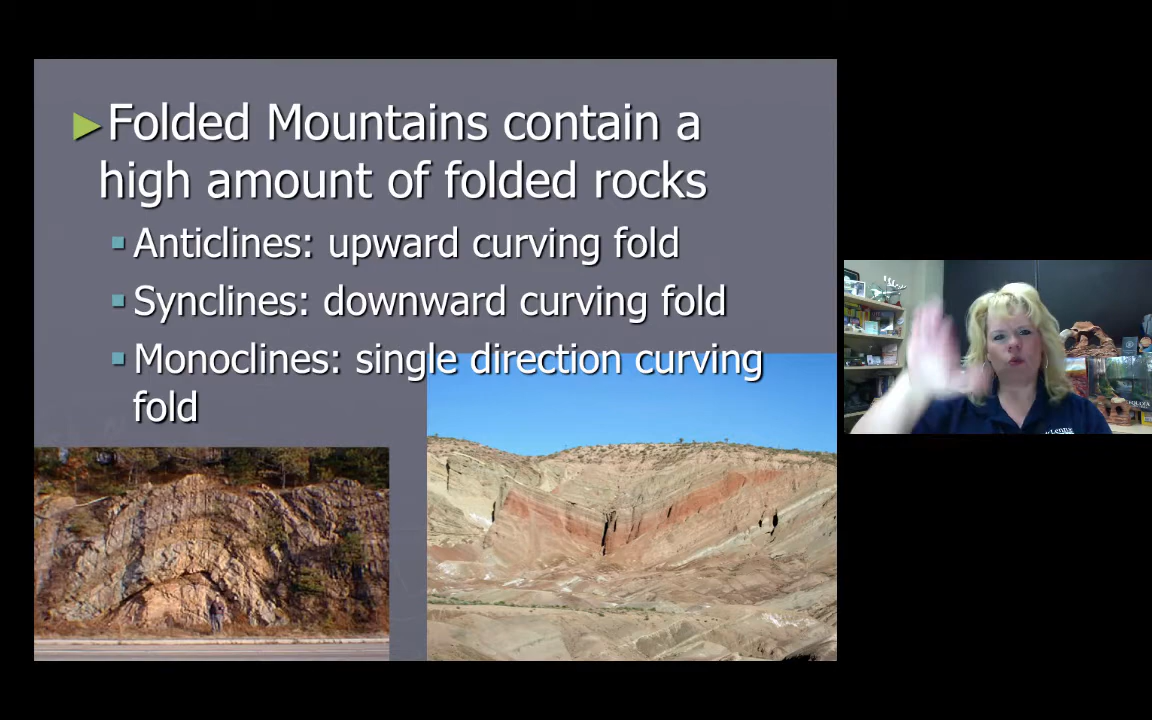 Folded Mountains contain a
high amount of folded rocks
Anticlines: upward curving fold
Synclines: downward curving fold
Monoclines: single direction curving
fold